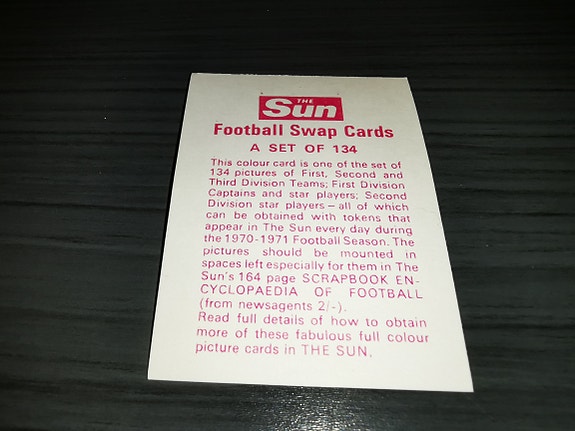 THE
Sun
Football Swap Cards
A SET OF 134
This colour card is one of the set of
134 pictures of First, Second and
Third Division Teams; First Division
Captains and star players; Second
Division star players – all of which
can be obtained with tokens that
appear in The Sun every day during
the 1970-1971 Football Season. The
pictures should be mounted in
spaces left especially for them in The
Sun's 164 page SCRAPBOOK EN-
CYCLOPAEDIA OF FOOTBALL
(from newsagents 2/-).
Read full details of how to obtain
more of these fabulous full colour
picture cards in THE SUN.